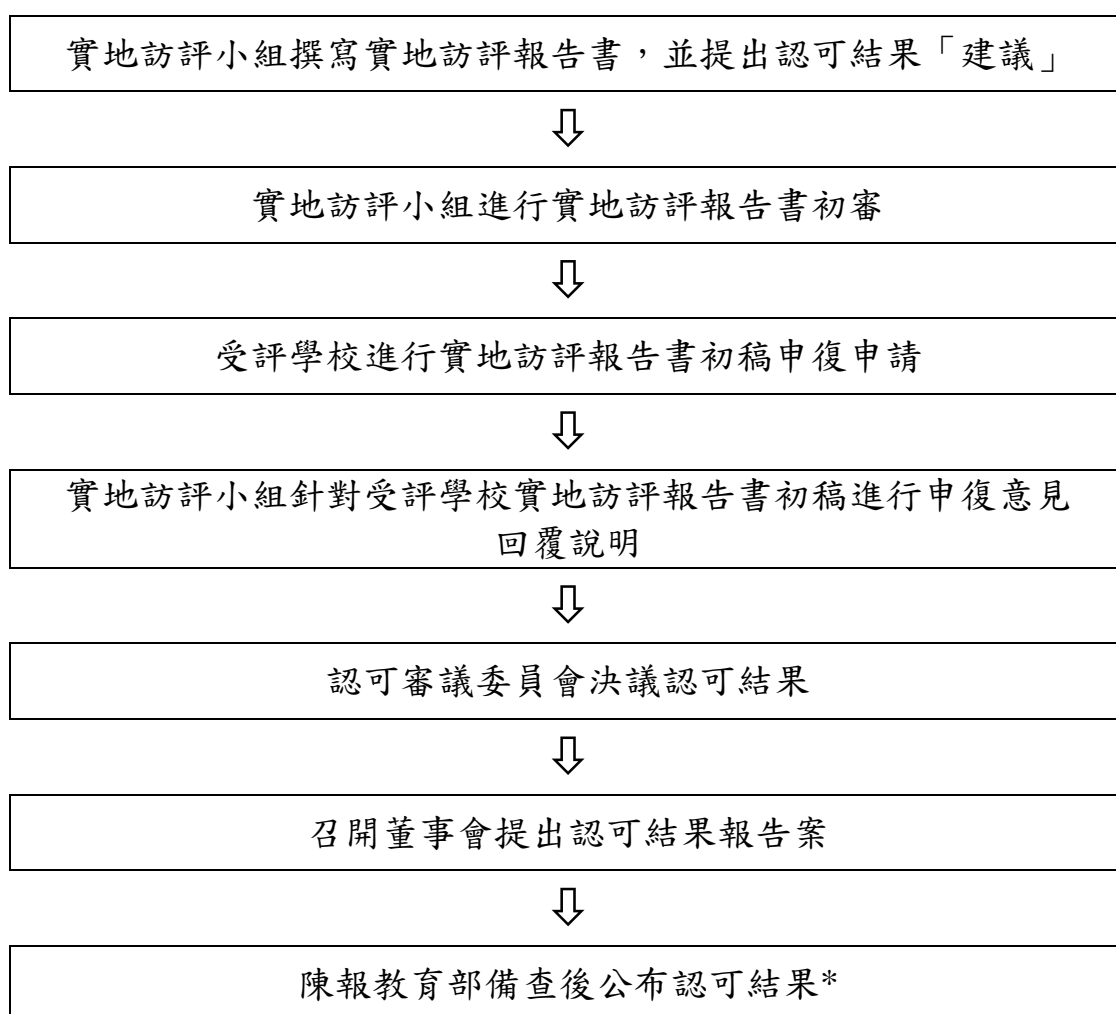 實地訪評小組撰寫實地訪評報告書，並提出認可結果「建議」
實地訪評小組進行實地訪評報告書初審
受評學校進行實地訪評報告書初稿申復申請
實地訪評小組針對受評學校實地訪評報告書初稿進行申復意見
回覆說明
認可審議委員會決議認可結果
召開董事會提出認可結果報告案
陳報教育部備查後公布認可結果*